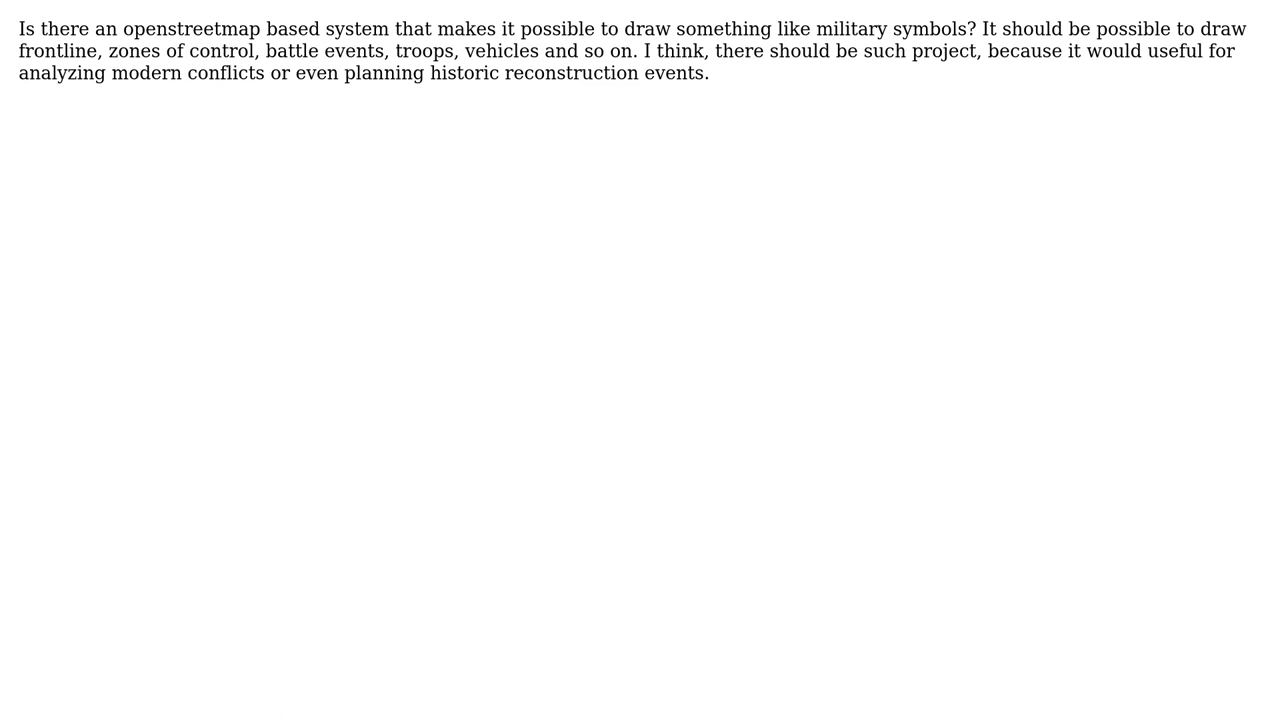 Is there an openstreetmap based system that makes it possible to draw something like military symbols? It should be possible to draw
frontline, zones of control, battle events, troops, vehicles and so on. I think, there should be such project, because it would useful for
analyzing modern conflicts or even planning historic reconstruction events.